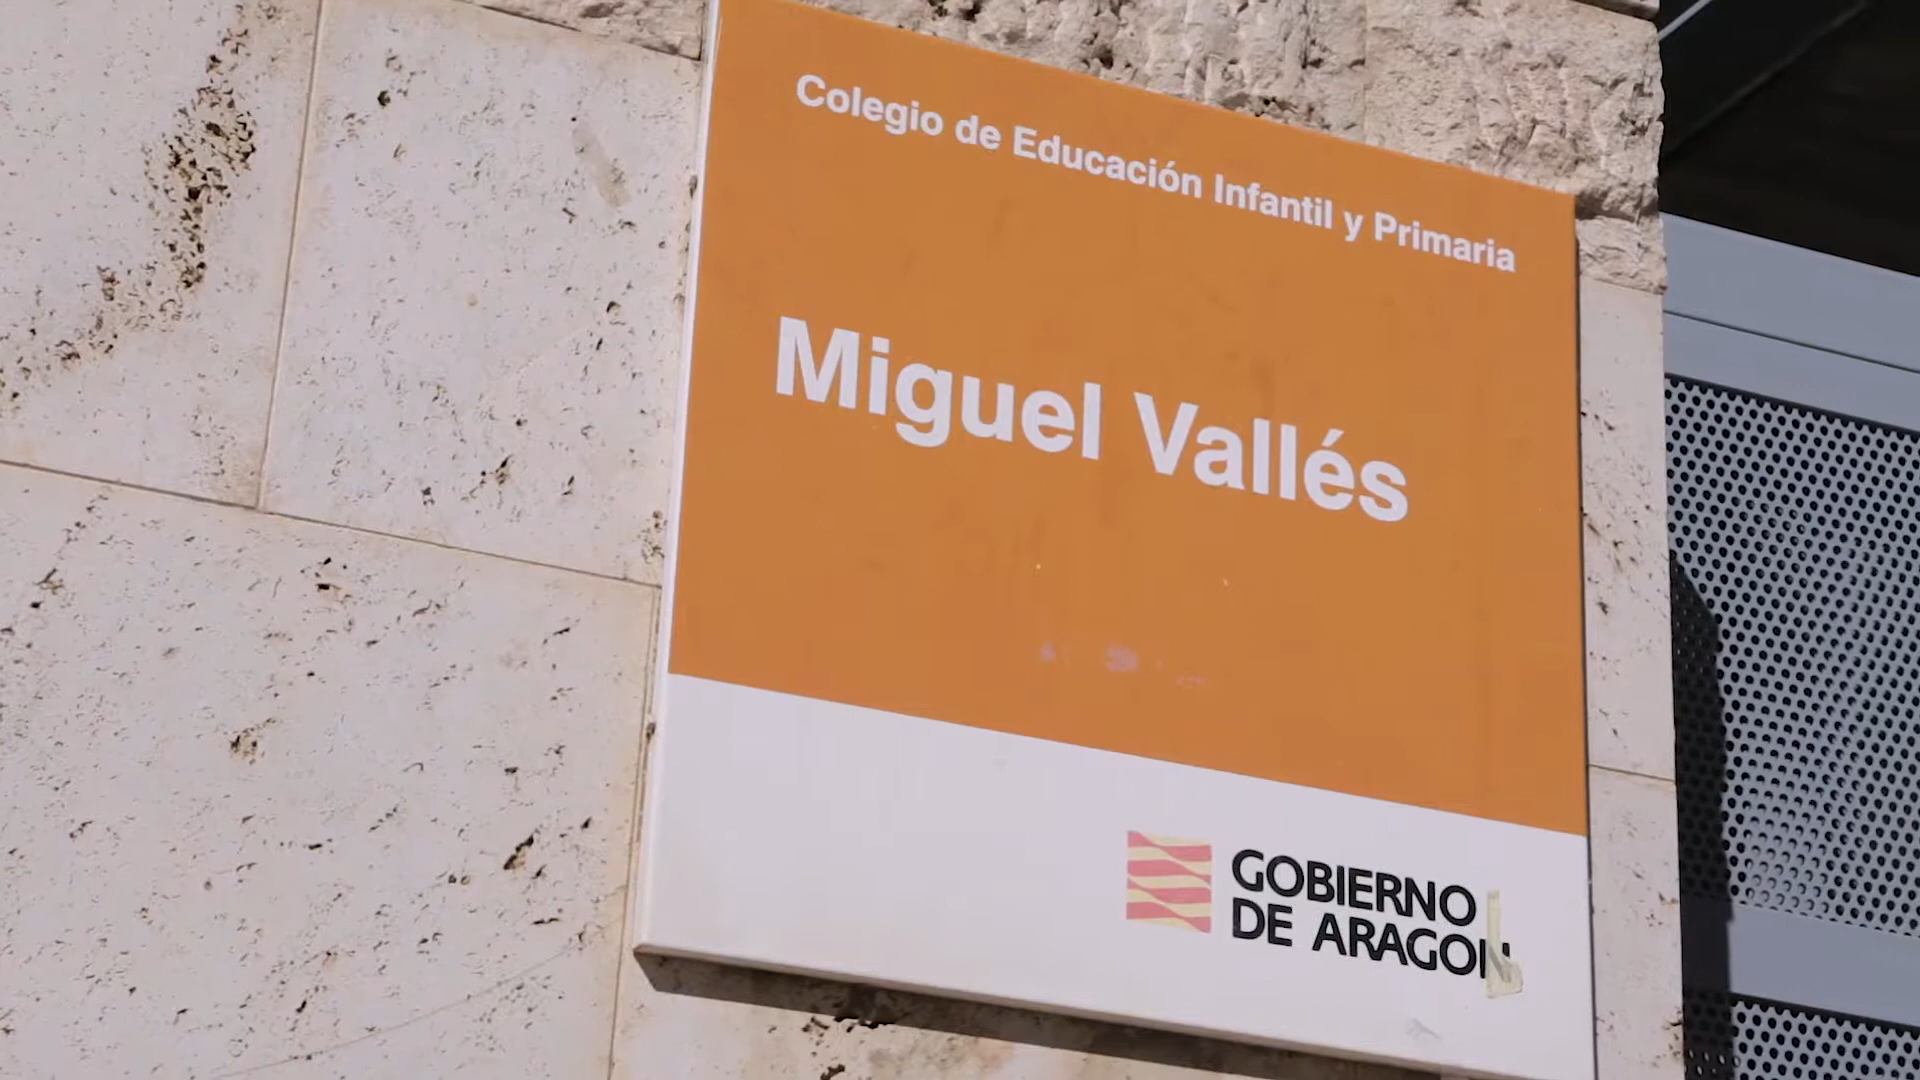 Colegio de Educación Infantil y Primaria
Miguel Vallés
GOBIERNO
DE ARAGON